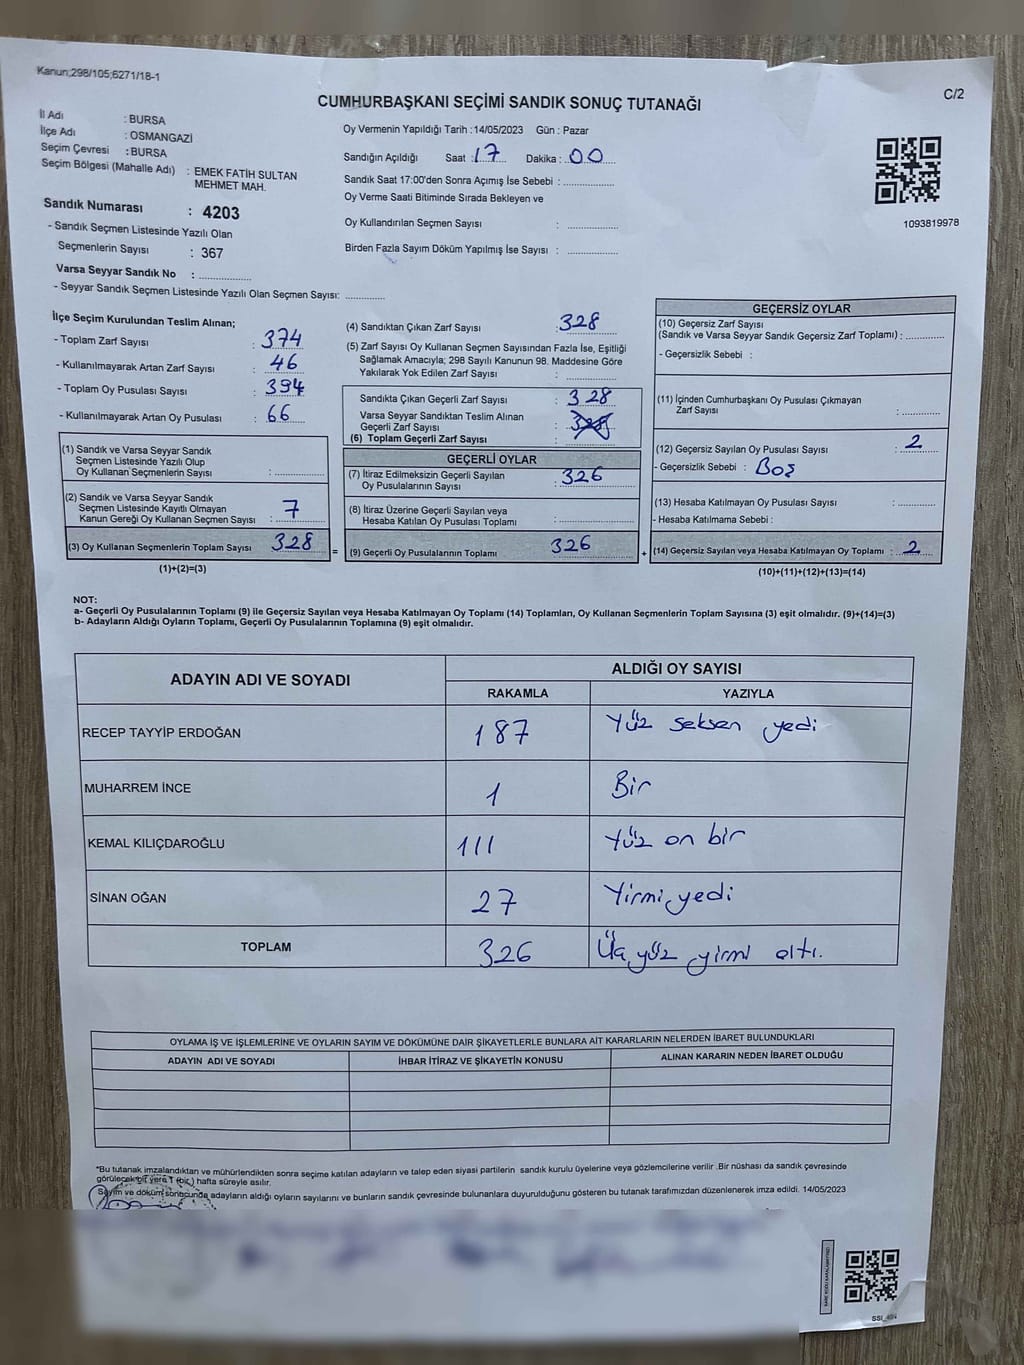 Kanun;298/105;6271/18-1
C/2
CUMHURBAŞKANI SEÇİMİ SANDIK SONUÇ TUTANAĞI
İl Adı : BURSA
İlçe Adı : OSMANGAZİ
Seçim Çevresi : BURSA
Seçim Bölgesi (Mahalle Adı) : EMEK FATİH SULTAN
MEHMET MAH.
Sandık Numarası : 4203
- Sandık Seçmen Listesinde Yazılı Olan
Seçmenlerin Sayısı : 367
Varsa Seyyar Sandık No : ..............
- Seyyar Sandık Seçmen Listesinde Yazılı Olan Seçmen Sayısı: ..............
Oy Vermenin Yapıldığı Tarih : 14/05/2023 Gün : Pazar
Sandığın Açıldığı Saat : 17 Dakika : 00
Sandık Saat 17:00'den Sonra Açımış İse Sebebi : ..............
Oy Verme Saati Bitiminde Sırada Bekleyen ve
Oy Kullandırılan Seçmen Sayısı : ..............
Birden Fazla Sayım Döküm Yapılmış İse Sayısı : ..............
1093819978
İlçe Seçim Kurulundan Teslim Alınan;
- Toplam Zarf Sayısı : 374
- Kullanılmayarak Artan Zarf Sayısı : 46
- Toplam Oy Pusulası Sayısı : 394
- Kullanılmayarak Artan Oy Pusulası : 66
(1) Sandık ve Varsa Seyyar Sandık
Seçmen Listesinde Yazılı Olup
Oy Kullanan Seçmenlerin Sayısı : ..............
(2) Sandık ve Varsa Seyyar Sandık
Seçmen Listesinde Kayıtlı Olmayan
Kanun Gereği Oy Kullanan Seçmen Sayısı : 7
(3) Oy Kullanan Seçmenlerin Toplam Sayısı 328
(1)+(2)=(3)
(4) Sandıktan Çıkan Zarf Sayısı : 328
(5) Zarf Sayısı Oy Kullanan Seçmen Sayısından Fazla İse, Eşitliği
Sağlamak Amacıyla; 298 Sayılı Kanunun 98. Maddesine Göre
Yakılarak Yok Edilen Zarf Sayısı : ..............
Sandıkta Çıkan Geçerli Zarf Sayısı : 328
Varsa Seyyar Sandıktan Teslim Alınan
Geçerli Zarf Sayısı : 328
(6) Toplam Geçerli Zarf Sayısı : ..............
=
GEÇERLİ OYLAR
(7) İtiraz Edilmeksizin Geçerli Sayılan
Oy Pusulalarının Sayısı : 326
(8) İtiraz Üzerine Geçerli Sayılan veya
Hesaba Katılan Oy Pusulası Toplamı : ..............
(9) Geçerli Oy Pusulalarının Toplamı 326
+
GEÇERSİZ OYLAR
(10) Geçersiz Zarf Sayısı
(Sandık ve Varsa Seyyar Sandık Geçersiz Zarf Toplamı) : ..............
- Geçersizlik Sebebi :
(11) İçinden Cumhurbaşkanı Oy Pusulası Çıkmayan
Zarf Sayısı : ..............
(12) Geçersiz Sayılan Oy Pusulası Sayısı : 2
- Geçersizlik Sebebi : Boş
(13) Hesaba Katılmayan Oy Pusulası Sayısı : ..............
- Hesaba Katılmama Sebebi :
(14) Geçersiz Sayılan veya Hesaba Katılmayan Oy Toplamı : 2
(10)+(11)+(12)+(13)=(14)
NOT:
a- Geçerli Oy Pusulalarının Toplamı (9) ile Geçersiz Sayılan veya Hesaba Katılmayan Oy Toplamı (14) Toplamları, Oy Kullanan Seçmenlerin Toplam Sayısına (3) eşit olmalıdır. (9)+(14)=(3)
b- Adayların Aldığı Oyların Toplamı, Geçerli Oy Pusulalarının Toplamına (9) eşit olmalıdır.
ADAYIN ADI VE SOYADI ALDIĞI OY SAYISI
RAKAMLA YAZIYLA
RECEP TAYYİP ERDOĞAN 187 Yüz seksen yedi
MUHARREM İNCE 1 Bir
KEMAL KILIÇDAROĞLU 111 Yüz on bir
SİNAN OĞAN 27 Yirmi yedi
TOPLAM 326 Üç yüz yirmi altı.
OYLAMA İŞ VE İŞLEMLERİNE VE OYLARIN SAYIM VE DÖKÜMÜNE DAİR ŞİKAYETLERLE BUNLARA AİT KARARLARIN NELERDEN İBARET BULUNDUKLARI
ADAYIN ADI VE SOYADI İHBAR İTİRAZ VE ŞİKAYETİN KONUSU ALINAN KARARIN NEDEN İBARET OLDUĞU
*Bu tutanak imzalandıktan ve mühürlendikten sonra seçime katılan adayların ve talep eden siyasi partilerin sandık kurulu üyelerine veya gözlemcilerine verilir .Bir nüshası da sandık çevresinde
görülecek bir yere 1 (bir) hafta süreyle asılır.
Sayım ve döküm sonucunda adayların aldığı oyların sayılarını ve bunların sandık çevresinde bulunanlara duyurulduğunu gösteren bu tutanak tarafımızdan düzenlenerek imza edildi. 14/05/2023